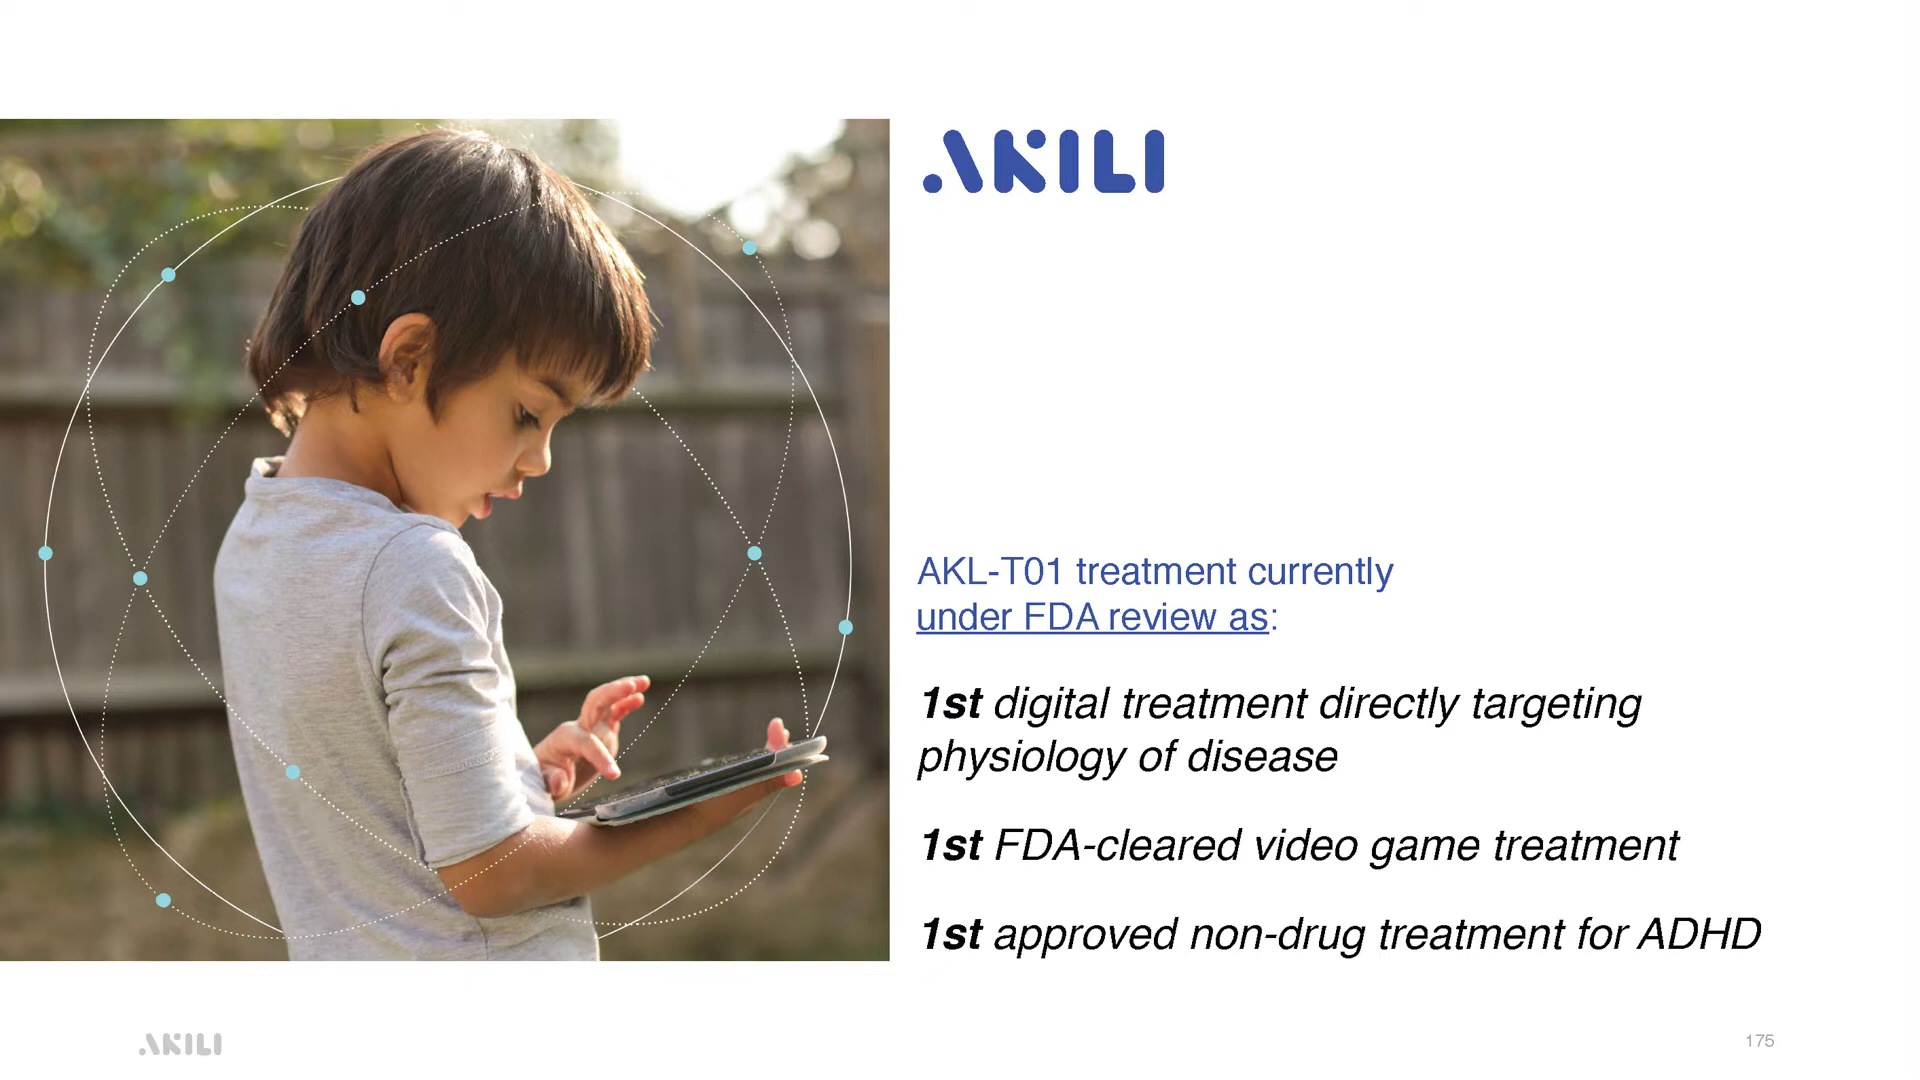 AKILI
AKL-T01 treatment currently
under FDA review as:
1st digital treatment directly targeting
physiology of disease
1st FDA-cleared video game treatment
1st approved non-drug treatment for ADHD
AKILI
175